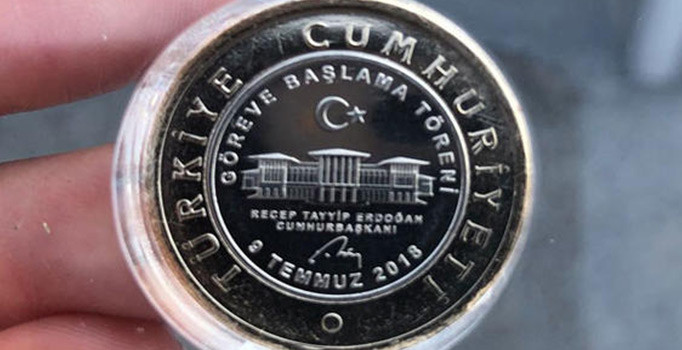 TÜRKİYE CUMHURİYETİ
GÖREVE BAŞLAMA TÖRENİ
RECEP TAYYİP ERDOĞAN
CUMHURBAŞKANI
9 TEMMUZ 2018